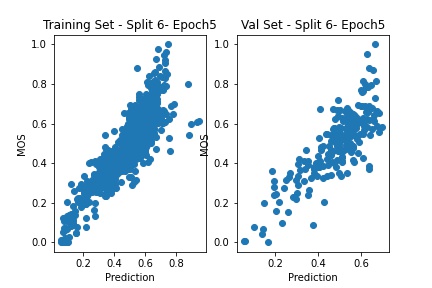 Training Set - Split 6- Epoch5
Val Set - Split 6- Epoch5
1.0
0.8
0.6
0.4
0.2
0.0
MOS
0.2 0.4 0.6 0.8
Prediction
1.0
0.8
0.6
0.4
0.2
0.0
MOS
0.2 0.4 0.6
Prediction